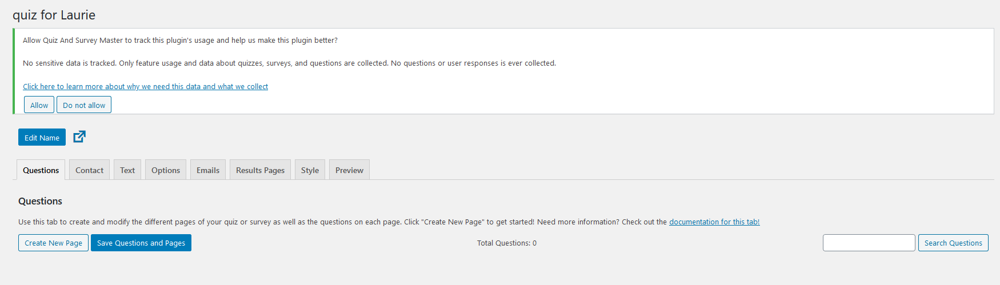 quiz for Laurie
Allow Quiz And Survey Master to track this plugin's usage and help us make this plugin better?
No sensitive data is tracked. Only feature usage and data about quizzes, surveys, and questions are collected. No questions or user responses is ever collected.
Click here to learn more about why we need this data and what we collect
Allow Do not allow
Edit Name
Questions Contact Text Options Emails Results Pages Style Preview
Questions
Use this tab to create and modify the different pages of your quiz or survey as well as the questions on each page. Click "Create New Page" to get started! Need more information? Check out the documentation for this tab!
Create New Page Save Questions and Pages Total Questions: 0 Search Questions